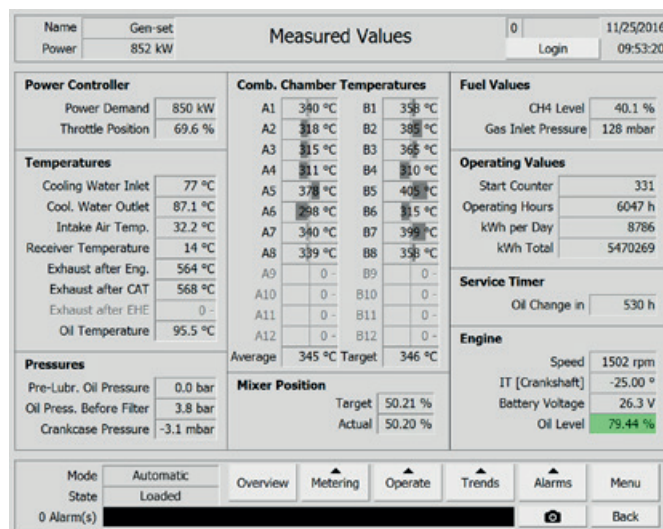 Name Gen-set
Power 852 kW
Measured Values
0
Login
11/25/2016
09:53:20
Power Controller
Power Demand 850 kW
Throttle Position 69.6 %
Temperatures
Cooling Water Inlet 77 °C
Cool. Water Outlet 87.1 °C
Intake Air Temp. 32.2 °C
Receiver Temperature 14 °C
Exhaust after Eng. 564 °C
Exhaust after CAT 568 °C
Exhaust after EHE 0 -
Oil Temperature 95.5 °C
Pressures
Pre-Lubr. Oil Pressure 0.0 bar
Oil Press. Before Filter 3.8 bar
Crankcase Pressure -3.1 mbar
Comb. Chamber Temperatures
A1 340 °C B1 358 °C
A2 318 °C B2 385 °C
A3 315 °C B3 365 °C
A4 311 °C B4 310 °C
A5 378 °C B5 405 °C
A6 298 °C B6 315 °C
A7 340 °C B7 399 °C
A8 339 °C B8 358 °C
A9 0 - B9 0 -
A10 0 - B10 0 -
A11 0 - B11 0 -
A12 0 - B12 0 -
Average 345 °C Target 346 °C
Mixer Position
Target 50.21 %
Actual 50.20 %
Fuel Values
CH4 Level 40.1 %
Gas Inlet Pressure 128 mbar
Operating Values
Start Counter 331
Operating Hours 6047 h
kWh per Day 8786
kWh Total 5470269
Service Timer
Oil Change in 530 h
Engine
Speed 1502 rpm
IT [Crankshaft] -25.00 °
Battery Voltage 26.3 V
Oil Level 79.44 %
Mode Automatic
State Loaded
0 Alarm(s)
Overview
Metering
Operate
Trends
Alarms
Menu
Back